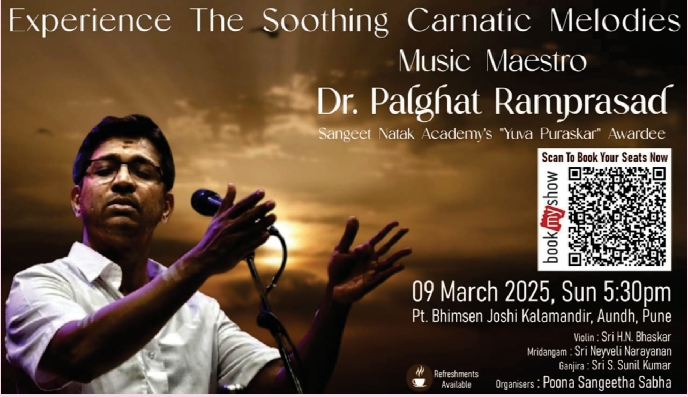 Experience The Soothing Carnatic Melodies
Music Maestro
Dr. Palghat Ramprasad
Sangeet Natak Academy's "Yuva Puraskar" Awardee
Scan To Book Your Seats Now
bookmyshow
09 March 2025, Sun 5:30pm
Pt. Bhimsen Joshi Kalamandir, Aundh, Pune
Violin : Sri H.N. Bhaskar
Mridangam : Sri Neyveli Narayanan
Ganjira : Sri S. Sunil Kumar
Refreshments
Available
Organisers : Poona Sangeetha Sabha